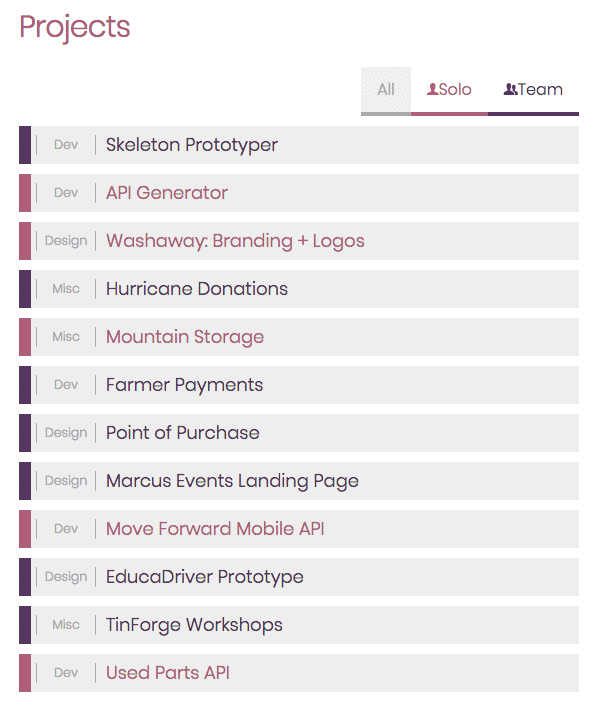 Projects
All Solo Team
Dev Skeleton Prototyper
Dev API Generator
Design Washaway: Branding + Logos
Misc Hurricane Donations
Misc Mountain Storage
Dev Farmer Payments
Design Point of Purchase
Design Marcus Events Landing Page
Dev Move Forward Mobile API
Design EducaDriver Prototype
Misc TinForge Workshops
Dev Used Parts API